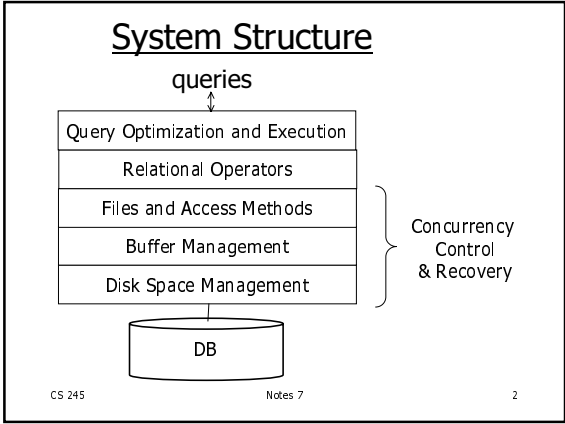 System Structure
queries
Query Optimization and Execution
Relational Operators
Files and Access Methods
Buffer Management
Disk Space Management
Concurrency
Control
& Recovery
DB
CS 245
Notes 7
2